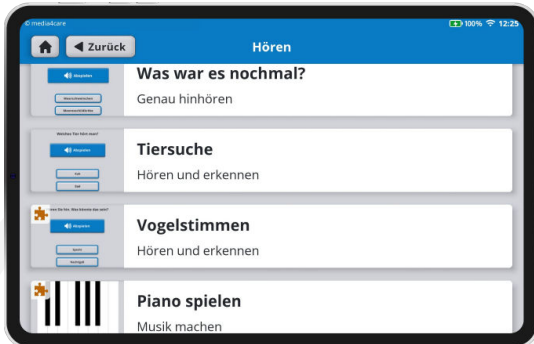 © media4care
100% 12:25
Zurück
Hören
Abspielen
Was war es nochmal?
Genau hinhören
Welches Tier hört man?
Abspielen
Tiersuche
Hören und erkennen
Abspielen
Vogelstimmen
Hören und erkennen
Piano spielen
Musik machen